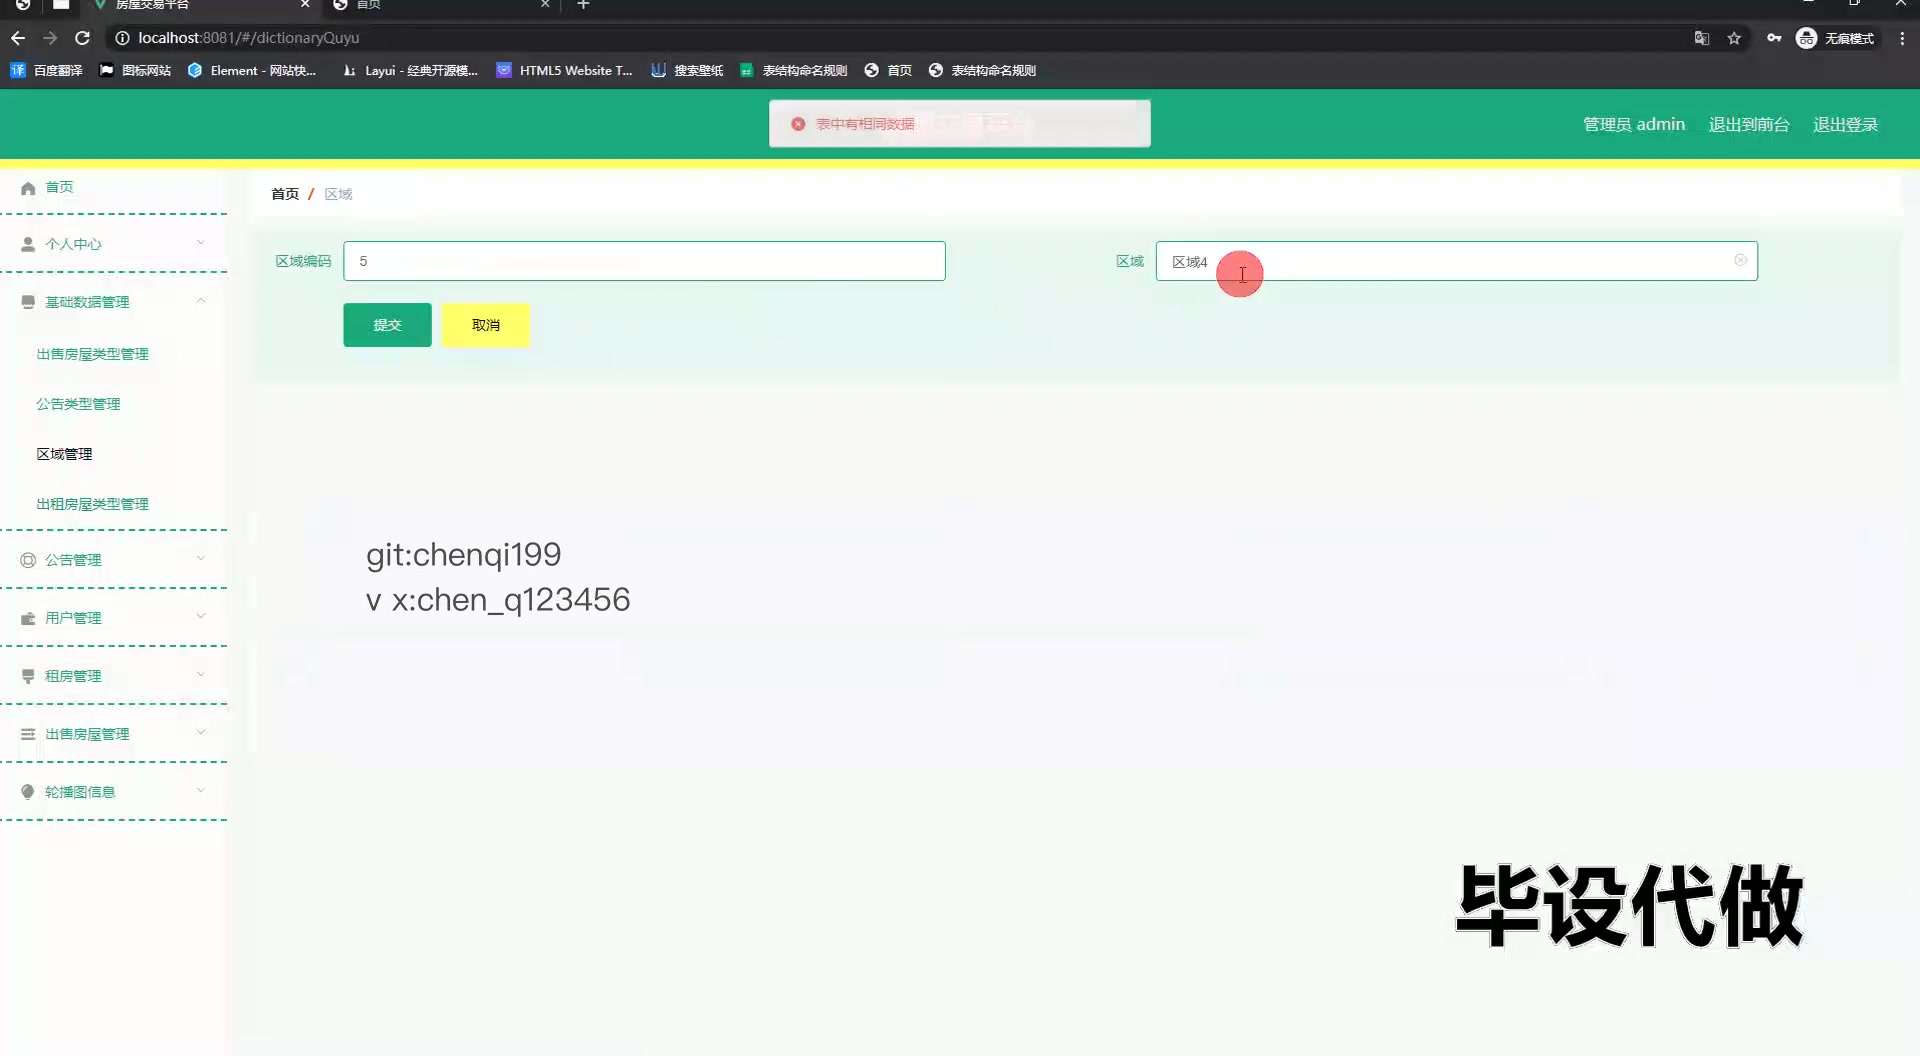 房屋交易平台
首页
localhost:8081/#/dictionaryQuyu
无痕模式
百度翻译
图标网站
Element - 网站快...
Layui - 经典开源模...
HTML5 Website T...
搜索壁纸
表结构命名规则
首页
表结构命名规则
表中有相同数据
管理员 admin
退出到前台
退出登录
首页
个人中心
基础数据管理
出售房屋类型管理
公告类型管理
区域管理
出租房屋类型管理
公告管理
用户管理
租房管理
出售房屋管理
轮播图信息
首页 / 区域
区域编码
5
区域
区域4
提交
取消
git:chenqi199
v x:chen_q123456
毕设代做